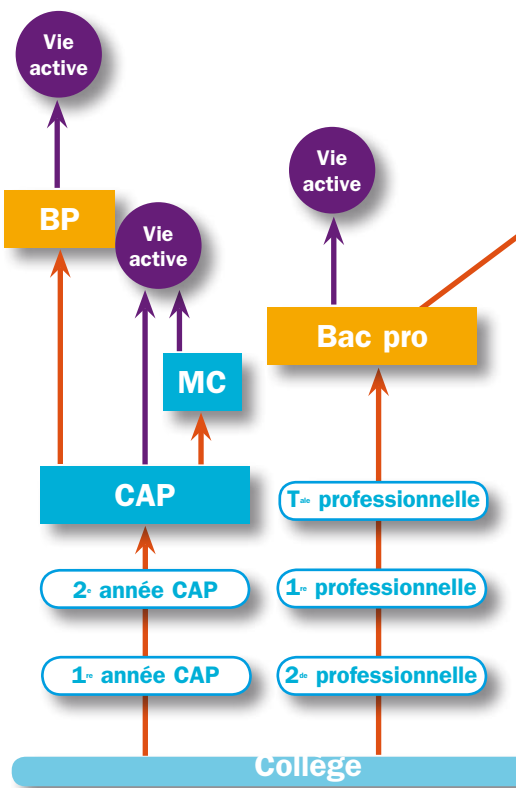 Vie
active
BP
Vie
active
Vie
active
Bac pro
MC
CAP
Tale professionnelle
2e année CAP
1re professionnelle
1re année CAP
2de professionnelle
Collège